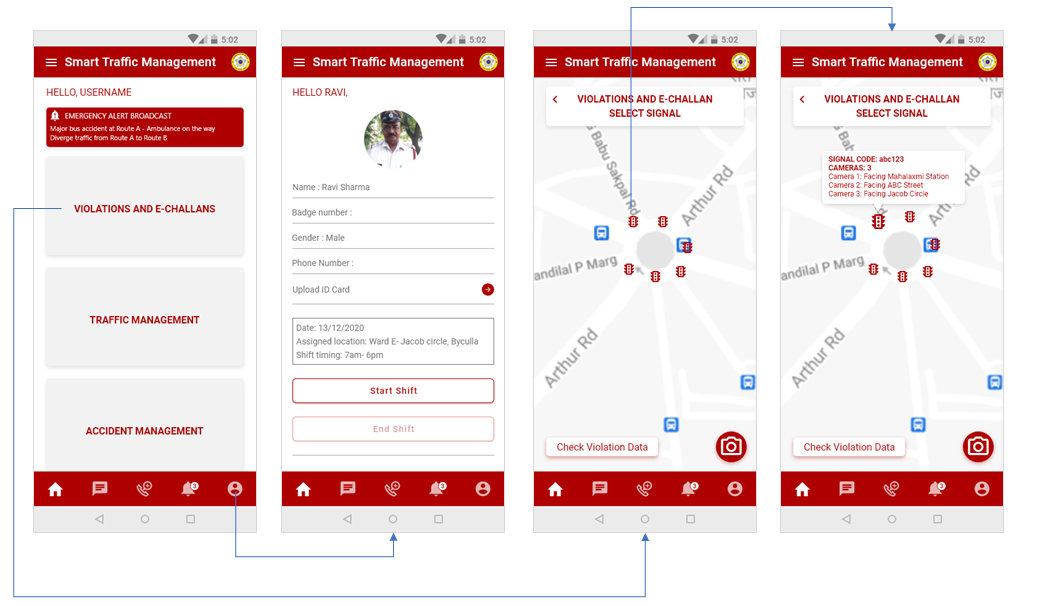 5:02
Smart Traffic Management
HELLO, USERNAME
EMERGENCY ALERT BROADCAST
Major bus accident at Route A - Ambulance on the way
Diverge traffic from Route A to Route B
VIOLATIONS AND E-CHALLANS
TRAFFIC MANAGEMENT
ACCIDENT MANAGEMENT
3
5:02
Smart Traffic Management
HELLO RAVI,
Name : Ravi Sharma
Badge number :
Gender : Male
Phone Number :
Upload ID Card
Date: 13/12/2020
Assigned location: Ward E- Jacob circle, Byculla
Shift timing: 7am- 6pm
Start Shift
End Shift
3
5:02
Smart Traffic Management
VIOLATIONS AND E-CHALLAN
SELECT SIGNAL
s Babu Sakpal Rd
Arthur Rd
andilal P Marg
Arthur Rd
Check Violation Data
3
5:02
Smart Traffic Management
VIOLATIONS AND E-CHALLAN
SELECT SIGNAL
SIGNAL CODE: abc123
CAMERAS: 3
Camera 1: Facing Mahalaxmi Station
Camera 2: Facing ABC Street
Camera 3: Facing Jacob Circle
andilal P Marg
Arthur Rd
Check Violation Data
3